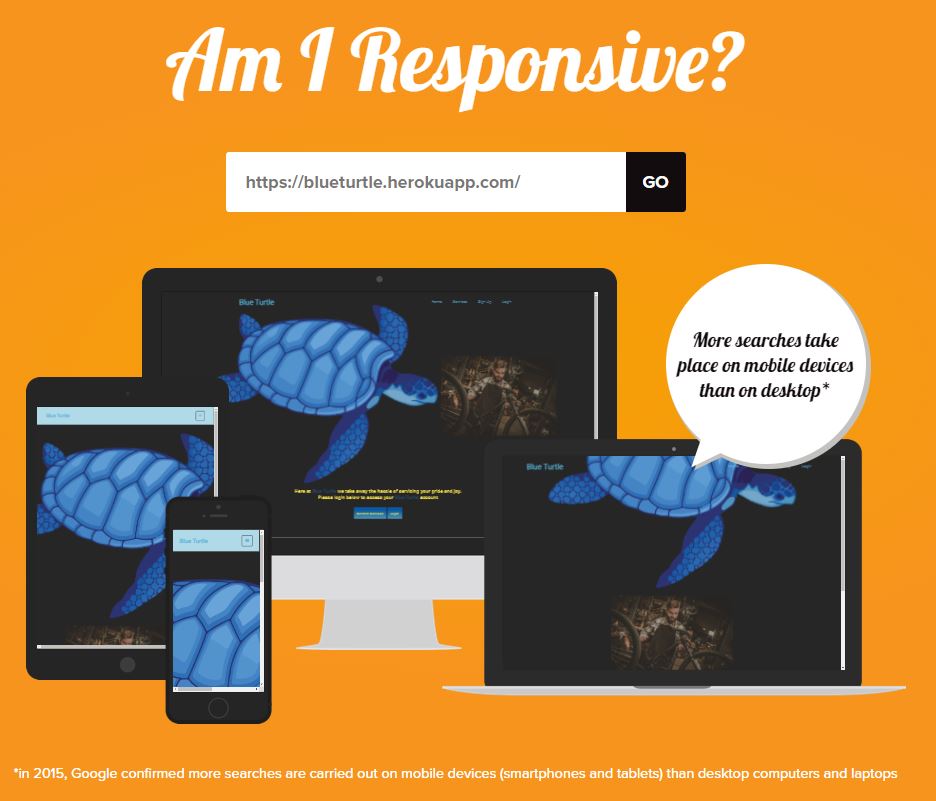 Am I Responsive?
https://blueturtle.herokuapp.com/
GO
Blue Turtle
Home Services Sign Up Login
Here at Blue Turtle we take away the hassle of servicing your pride and joy.
Please login below to access your Blue Turtle account
Login
More searches take
place on mobile devices
than on desktop*
Blue Turtle
Blue Turtle
Login
Blue Turtle
*in 2015, Google confirmed more searches are carried out on mobile devices (smartphones and tablets) than desktop computers and laptops